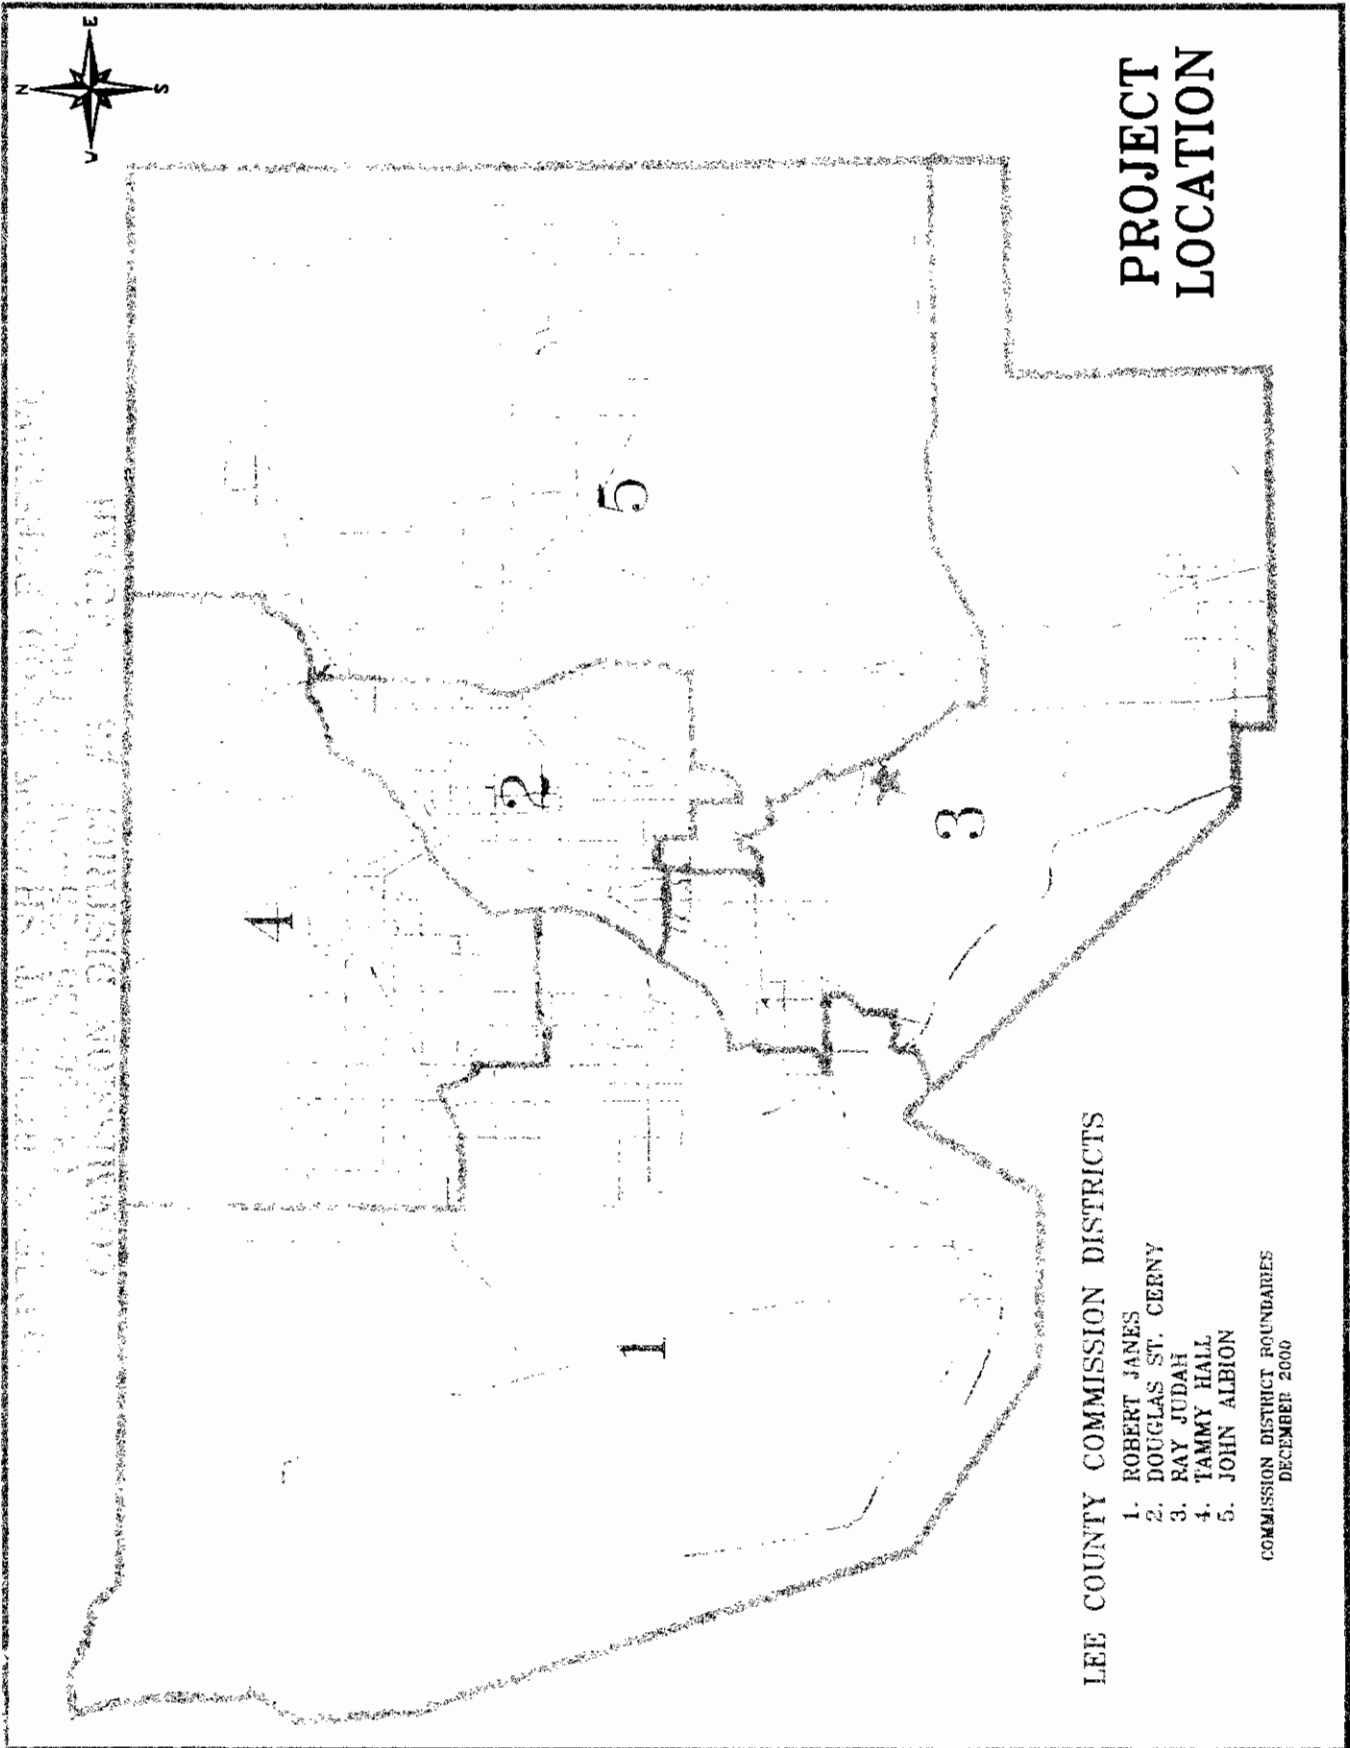 N
E
S
W
4
5
2
3
1
PROJECT
LOCATION
LEE COUNTY COMMISSION DISTRICTS
1. ROBERT JANES
2. DOUGLAS ST. CERNY
3. RAY JUDAH
4. TAMMY HALL
5. JOHN ALBION
COMMISSION DISTRICT BOUNDARIES
DECEMBER 2000